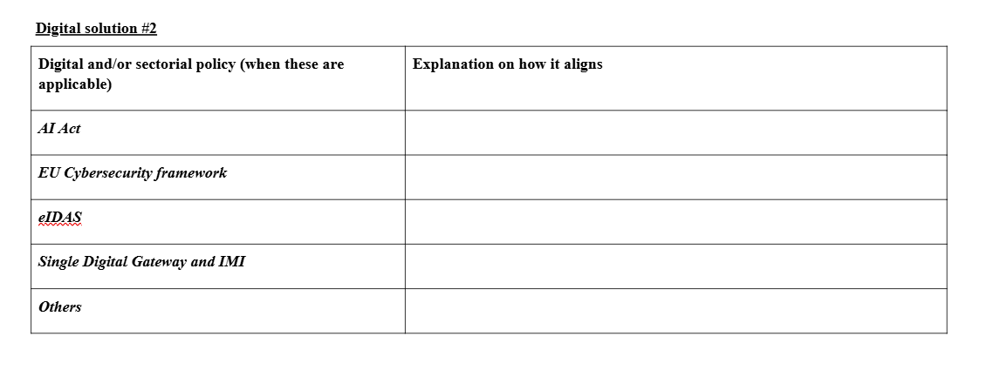 Digital solution #2
Digital and/or sectorial policy (when these are
applicable)
Explanation on how it aligns
AI Act
EU Cybersecurity framework
eIDAS
Single Digital Gateway and IMI
Others